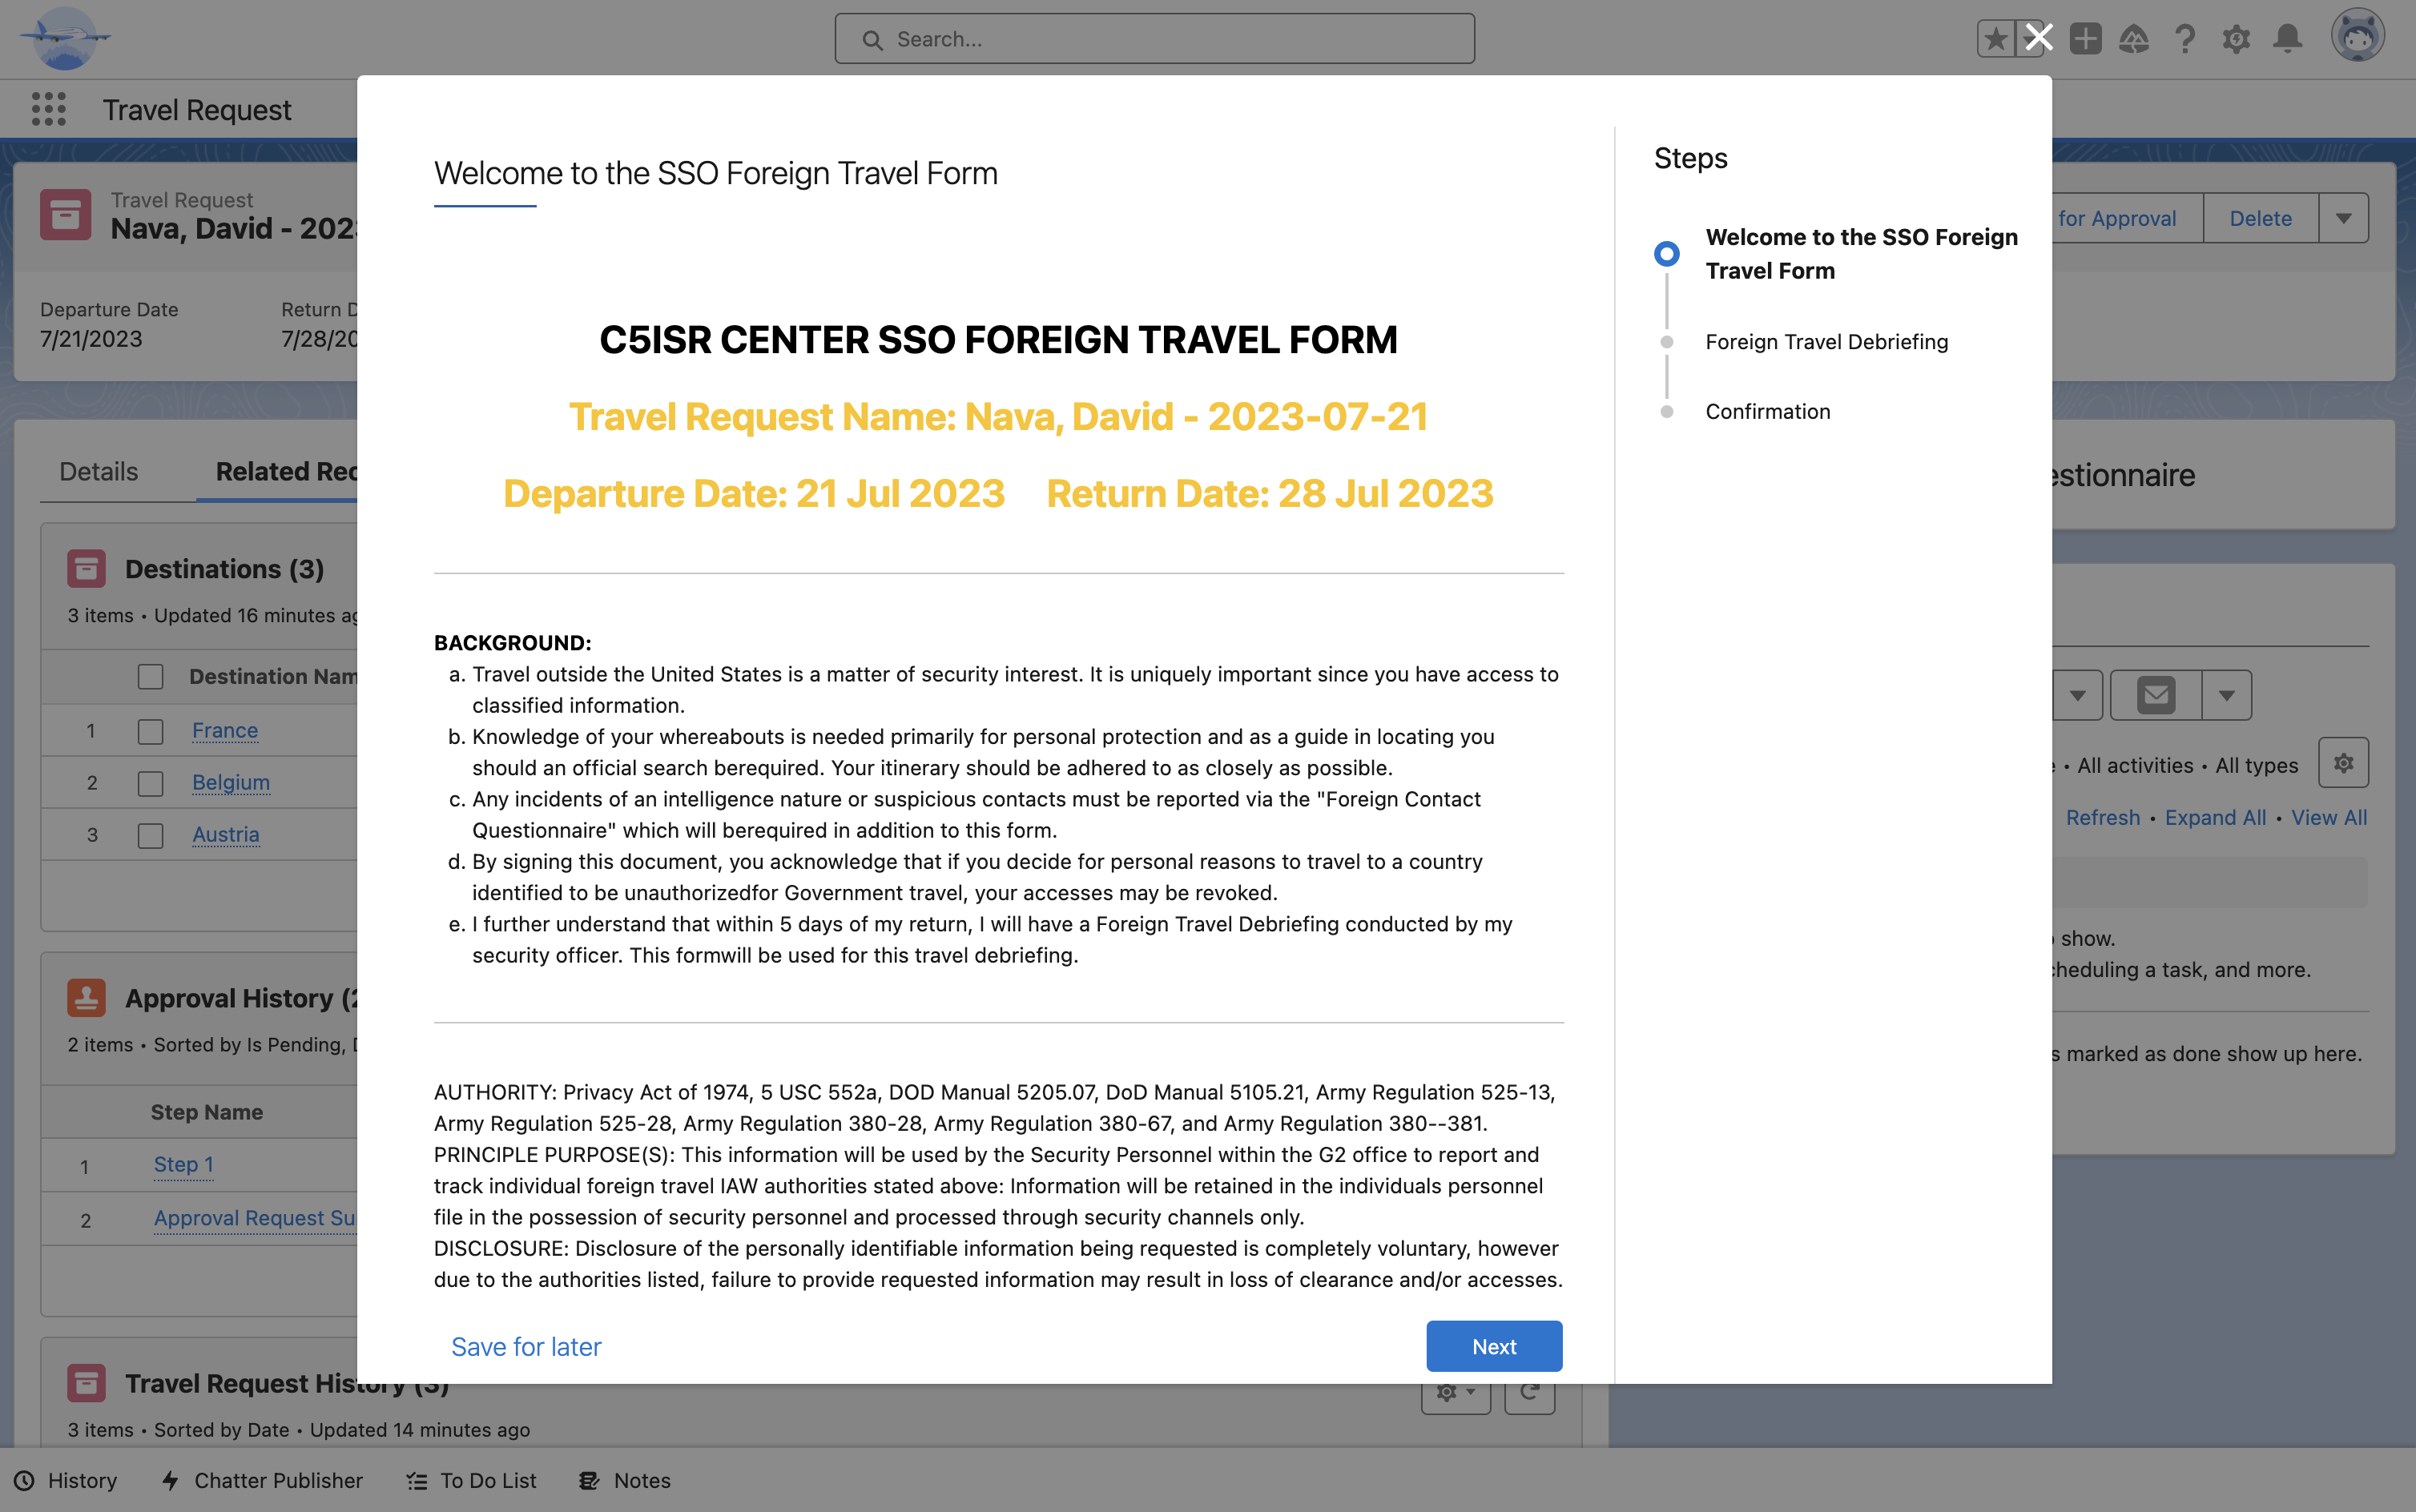 Search...
Travel Request
Travel Request
Nava, David - 202
for Approval
Delete
Departure Date
Return D
7/21/2023
7/28/20
Details
Related Rec
estionnaire
Destinations (3)
3 items • Updated 16 minutes ag
Destination Nam
1 France
2 Belgium
3 Austria
Approval History (2
2 items • Sorted by Is Pending, D
Step Name
1 Step 1
2 Approval Request Su
Travel Request History (3)
3 items • Sorted by Date • Updated 14 minutes ago
Welcome to the SSO Foreign Travel Form
C5ISR CENTER SSO FOREIGN TRAVEL FORM
Travel Request Name: Nava, David - 2023-07-21
Departure Date: 21 Jul 2023 Return Date: 28 Jul 2023
BACKGROUND:
a. Travel outside the United States is a matter of security interest. It is uniquely important since you have access to
classified information.
b. Knowledge of your whereabouts is needed primarily for personal protection and as a guide in locating you
should an official search berequired. Your itinerary should be adhered to as closely as possible.
c. Any incidents of an intelligence nature or suspicious contacts must be reported via the "Foreign Contact
Questionnaire" which will berequired in addition to this form.
d. By signing this document, you acknowledge that if you decide for personal reasons to travel to a country
identified to be unauthorizedfor Government travel, your accesses may be revoked.
e. I further understand that within 5 days of my return, I will have a Foreign Travel Debriefing conducted by my
security officer. This formwill be used for this travel debriefing.
AUTHORITY: Privacy Act of 1974, 5 USC 552a, DOD Manual 5205.07, DoD Manual 5105.21, Army Regulation 525-13,
Army Regulation 525-28, Army Regulation 380-28, Army Regulation 380-67, and Army Regulation 380--381.
PRINCIPLE PURPOSE(S): This information will be used by the Security Personnel within the G2 office to report and
track individual foreign travel IAW authorities stated above: Information will be retained in the individuals personnel
file in the possession of security personnel and processed through security channels only.
DISCLOSURE: Disclosure of the personally identifiable information being requested is completely voluntary, however
due to the authorities listed, failure to provide requested information may result in loss of clearance and/or accesses.
Save for later
Next
Steps
Welcome to the SSO Foreign
Travel Form
Foreign Travel Debriefing
Confirmation
• All activities • All types
Refresh • Expand All • View All
show.
cheduling a task, and more.
s marked as done show up here.
History
Chatter Publisher
To Do List
Notes